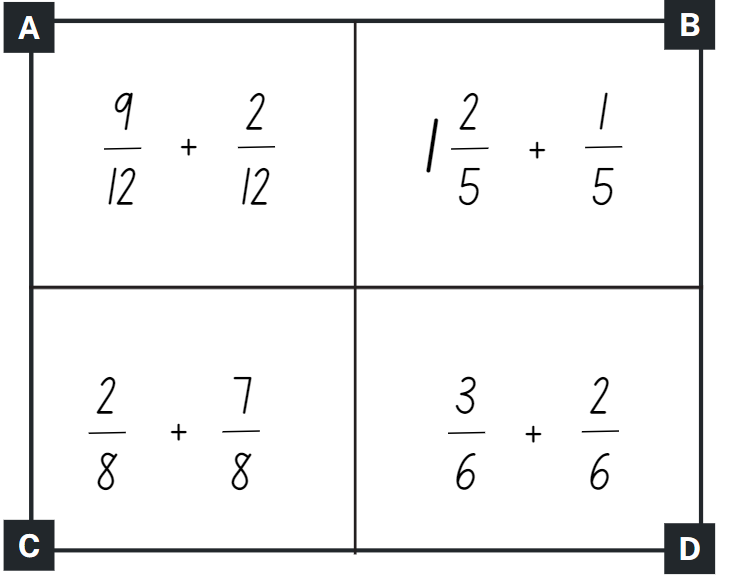 A B
9/12 + 2/12
1 2/5 + 1/5
2/8 + 7/8
3/6 + 2/6
C D